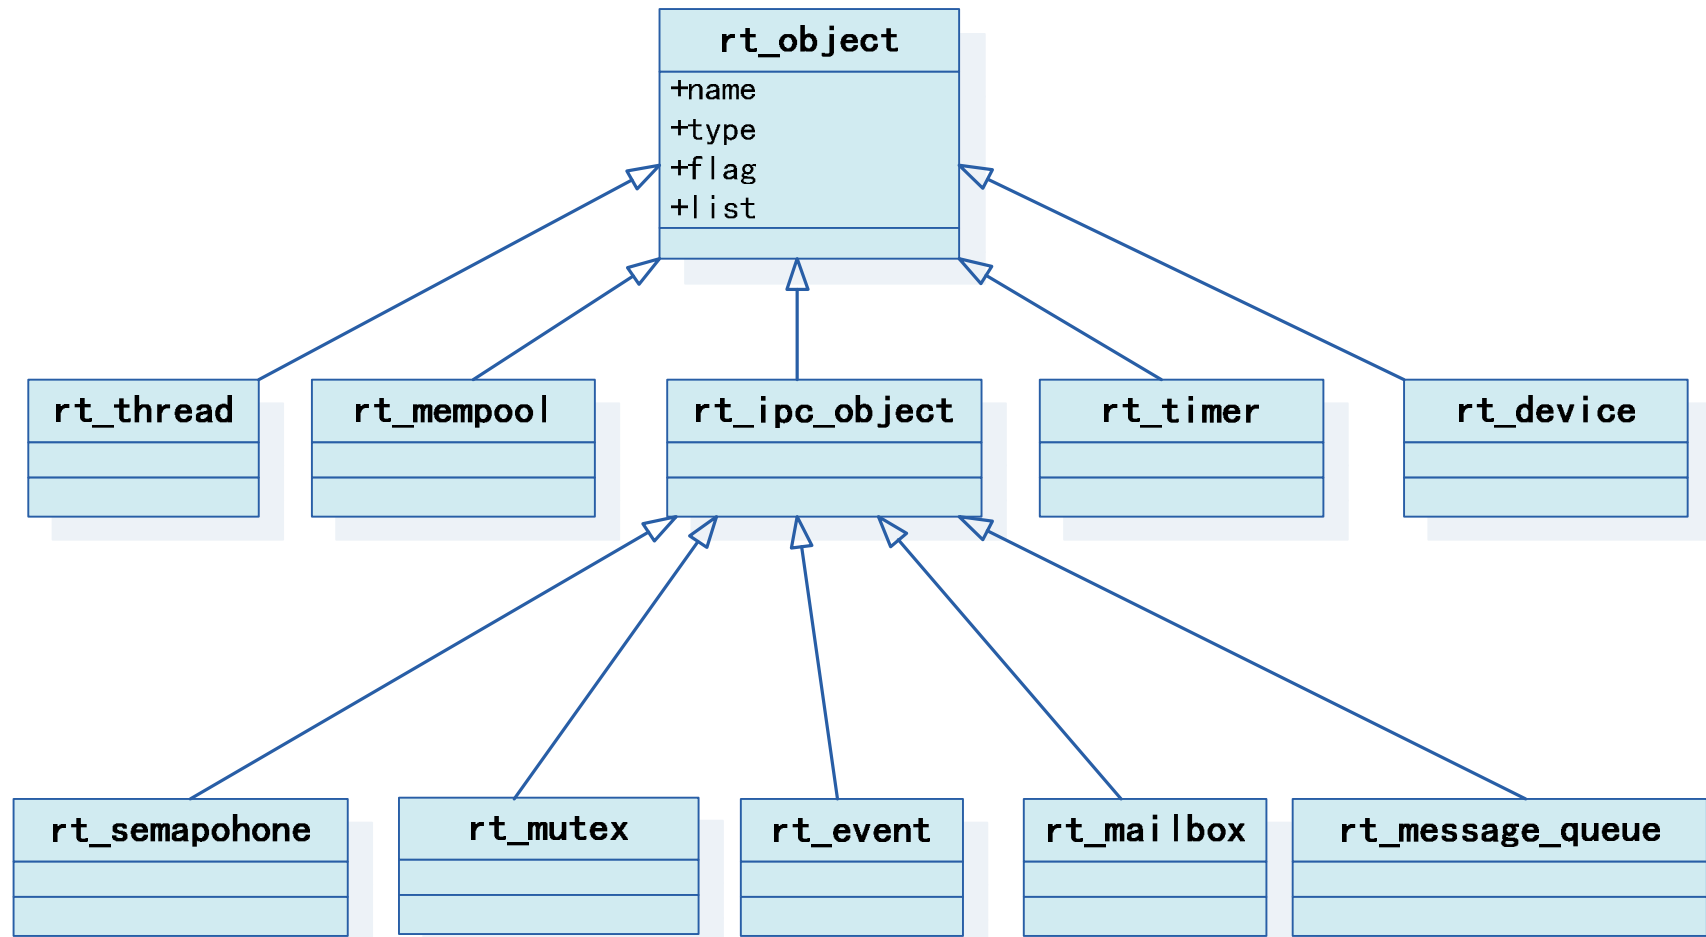 rt_object
+name
+type
+flag
+list
rt_thread
rt_mempool
rt_ipc_object
rt_timer
rt_device
rt_semapohone
rt_mutex
rt_event
rt_mailbox
rt_message_queue